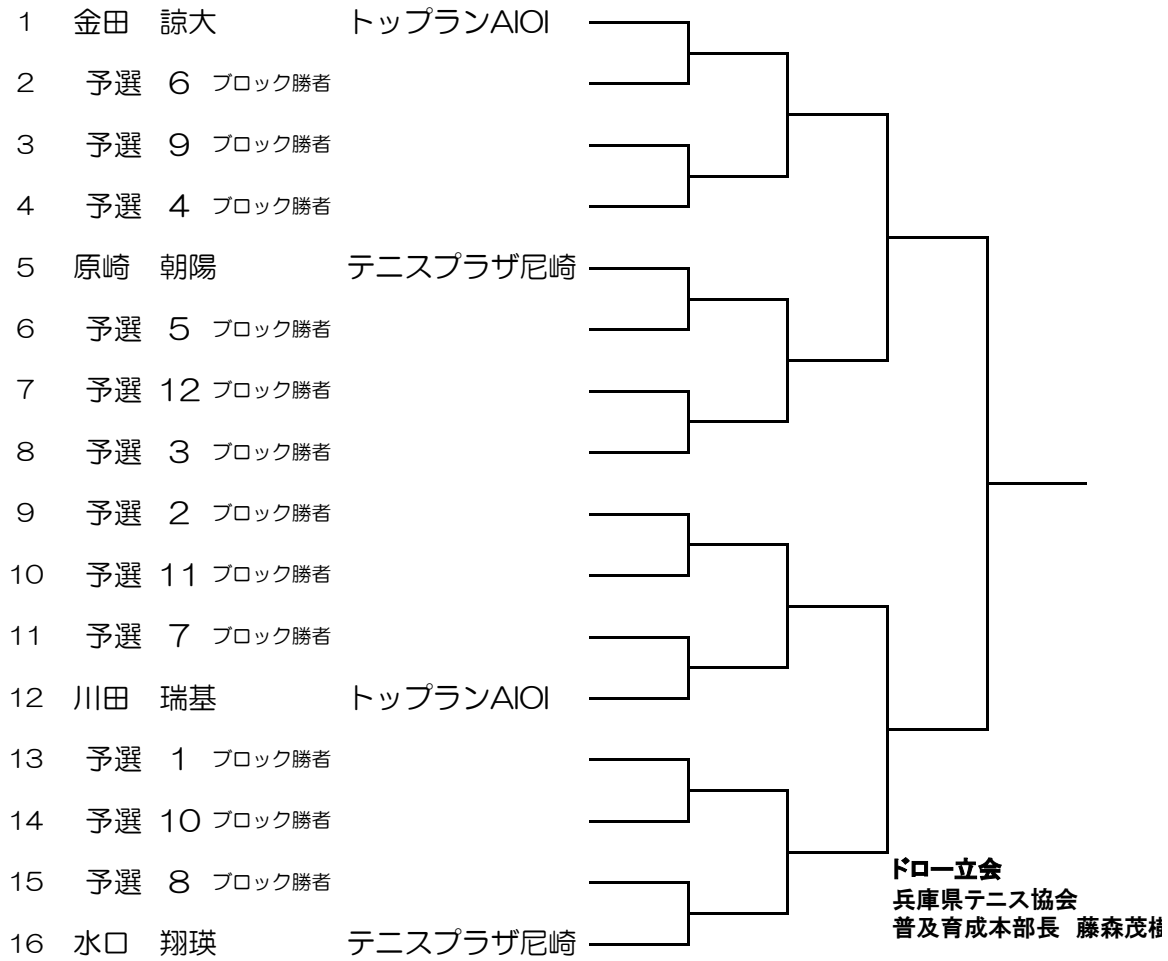 1 金田 諒大 トップランAIOI
2 予選 6 ブロック勝者
3 予選 9 ブロック勝者
4 予選 4 ブロック勝者
5 原崎 朝陽 テニスプラザ尼崎
6 予選 5 ブロック勝者
7 予選 12 ブロック勝者
8 予選 3 ブロック勝者
9 予選 2 ブロック勝者
10 予選 11 ブロック勝者
11 予選 7 ブロック勝者
12 川田 瑞基 トップランAIOI
13 予選 1 ブロック勝者
14 予選 10 ブロック勝者
15 予選 8 ブロック勝者
16 水口 翔瑛 テニスプラザ尼崎
ドロー立会
兵庫県テニス協会
普及育成本部長 藤森茂樹